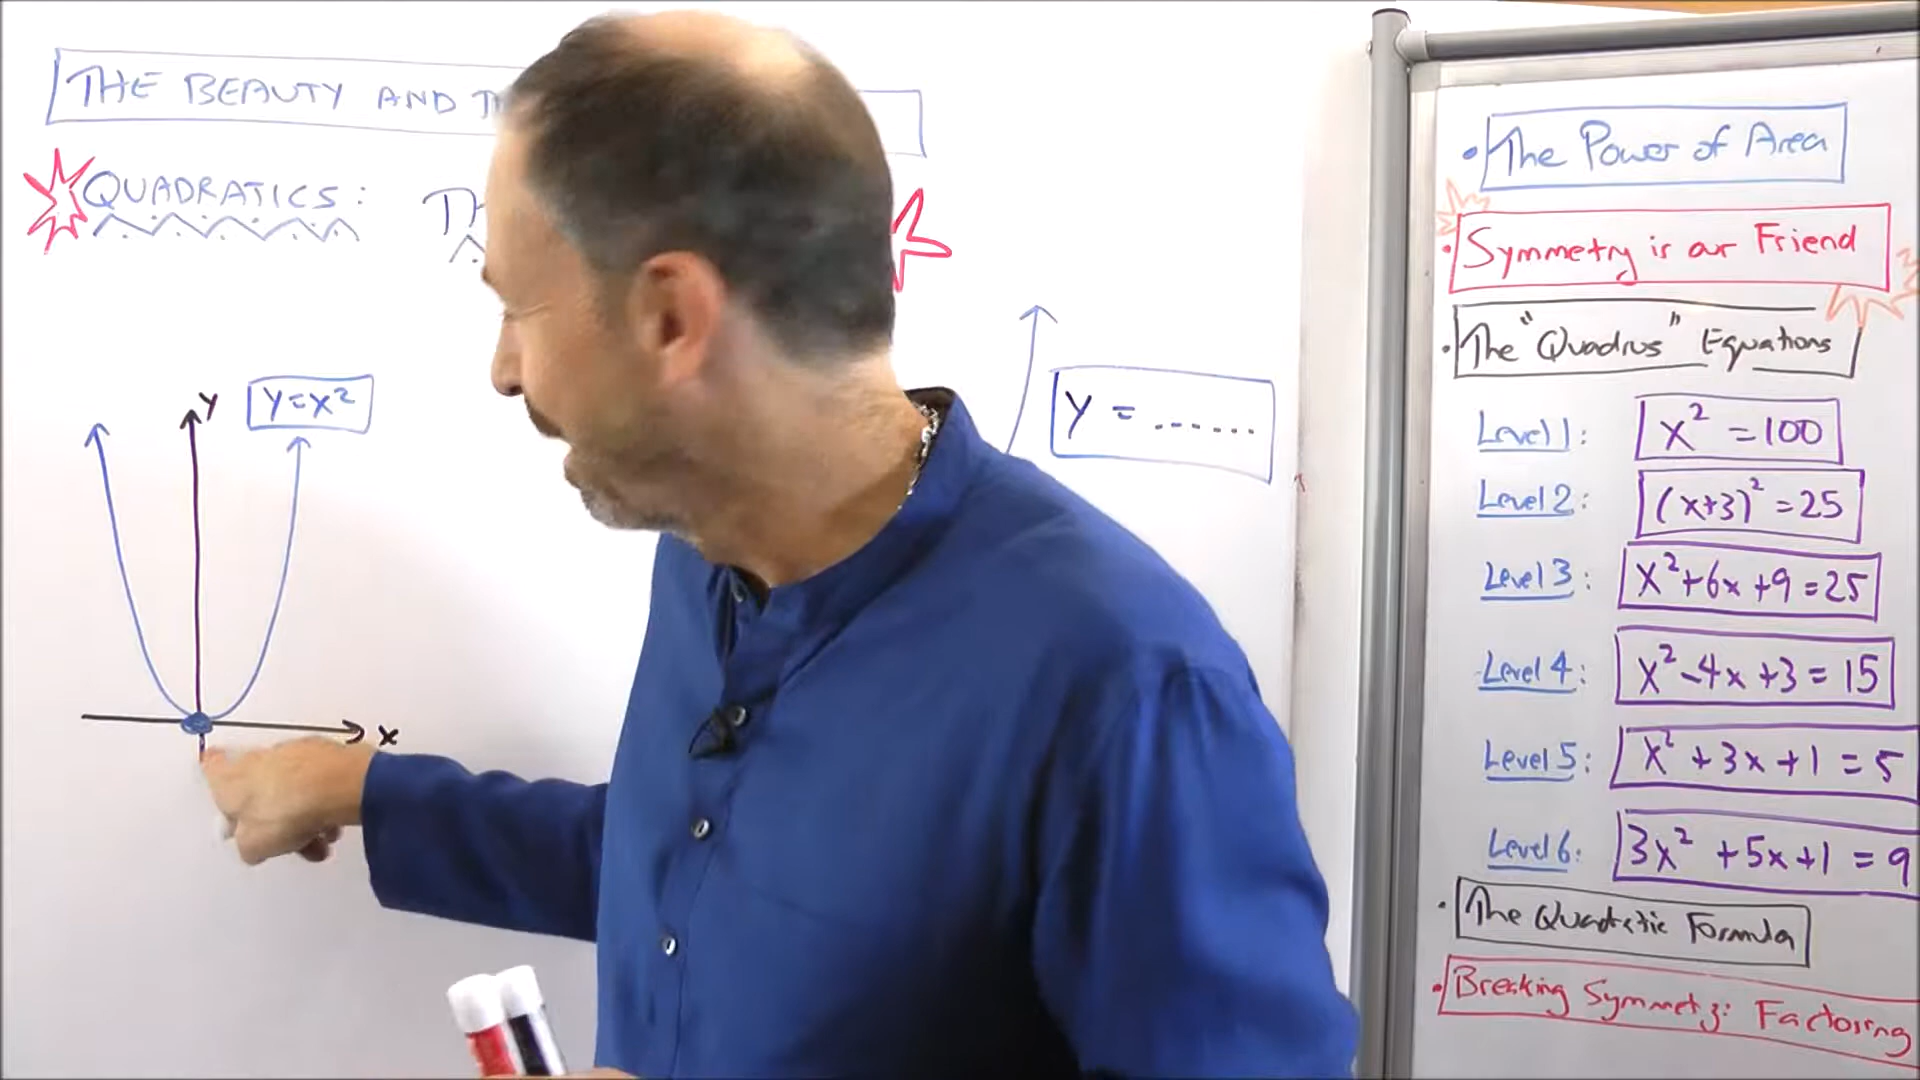 THE BEAUTY AND T
QUADRATICS:
TH
Y
Y=X²
X
Y = .......
• The Power of Area
• Symmetry is our Friend
• The "Quadrus" Equations
Level 1: x² = 100
Level 2: (x+3)² = 25
Level 3: x²+6x+9=25
Level 4: x²-4x+3=15
Level 5: x²+3x+1=5
Level 6: 3x²+5x+1=9
• The Quadratic Formula
• Breaking Symmetry: Factoring